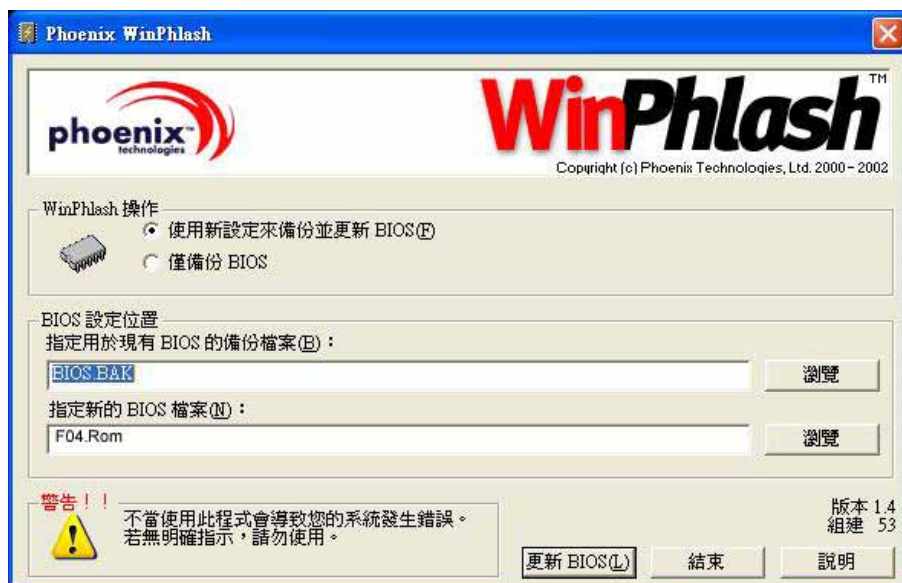 Phoenix WinPhlash
phoenix™
technologies
WinPhlash™
Copyright (c) Phoenix Technologies, Ltd. 2000 - 2002
WinPhlash 操作
使用新設定來備份並更新 BIOS(F)
僅備份 BIOS
BIOS 設定位置
指定用於現有 BIOS 的備份檔案(B)：
BIOS.BAK
瀏覽
指定新的 BIOS 檔案(N)：
F04.Rom
瀏覽
警告！！
不當使用此程式會導致您的系統發生錯誤。
若無明確指示，請勿使用。
版本 1.4
組建 53
更新 BIOS(L)
結束
說明